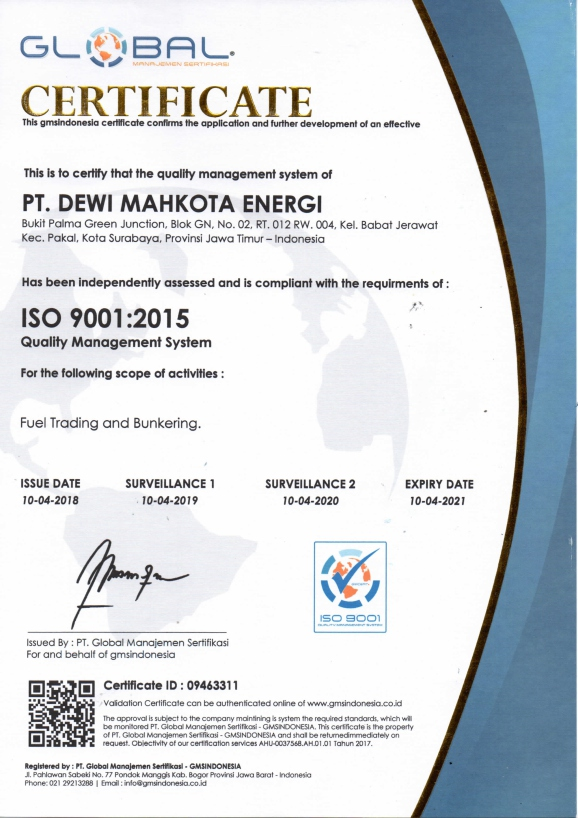 GLOBAL®
MANAJEMEN SERTIFIKASI
CERTIFICATE
This gmsindonesia certificate confirms the application and further development of an effective
This is to certify that the quality management system of
PT. DEWI MAHKOTA ENERGI
Bukit Palma Green Junction, Blok GN, No. 02, RT. 012 RW. 004, Kel. Babat Jerawat
Kec. Pakal, Kota Surabaya, Provinsi Jawa Timur – Indonesia
Has been independently assessed and is compliant with the requirments of :
ISO 9001:2015
Quality Management System
For the following scope of activities :
Fuel Trading and Bunkering.
ISSUE DATE SURVEILLANCE 1 SURVEILLANCE 2 EXPIRY DATE
10-04-2018 10-04-2019 10-04-2020 10-04-2021
ISO 9001
QUALITY MANAGEMENT SYSTEM
Issued By : PT. Global Manajemen Sertifikasi
For and behalf of gmsindonesia
Certificate ID : 09463311
Validation Certificate can be authenticated online of www.gmsindonesia.co.id
The approval is subject to the company maintining is system the required standards, which will
be monitored PT. Global Manajemen Sertifikasi - GMSINDONESIA. This certificate is the property
of PT. Global Manajemen Sertifikasi - GMSINDONESIA and shall be returnedimmediately on
request. Objectivity of our certification services AHU-0037568.AH.01.01 Tahun 2017.
Registered by : PT. Global Manajemen Sertifikasi - GMSINDONESIA
Jl. Pahlawan Sabeki No. 77 Pondok Manggis Kab. Bogor Provinsi Jawa Barat - Indonesia
Phone: 021 29213288 | Email : info@gmsindonesia.co.id